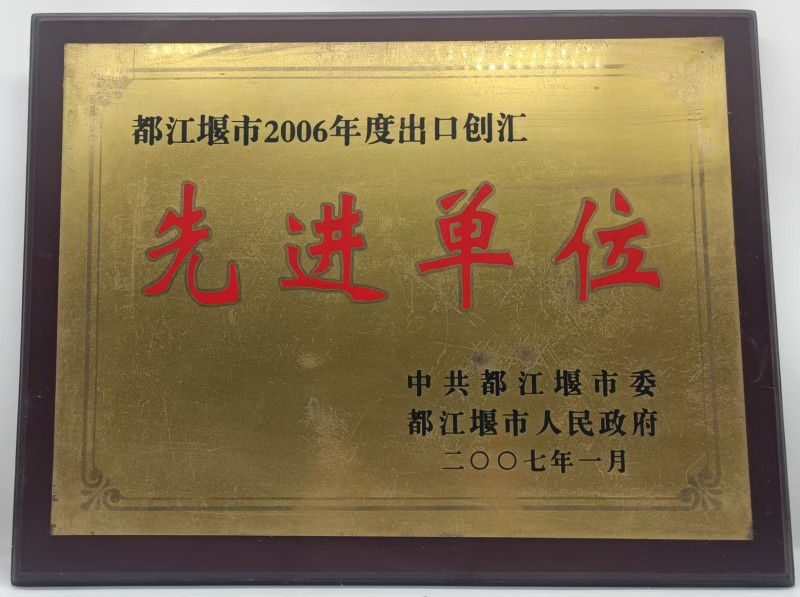 都江堰市2006年度出口创汇
先进单位
中共都江堰市委
都江堰市人民政府
二〇〇七年一月